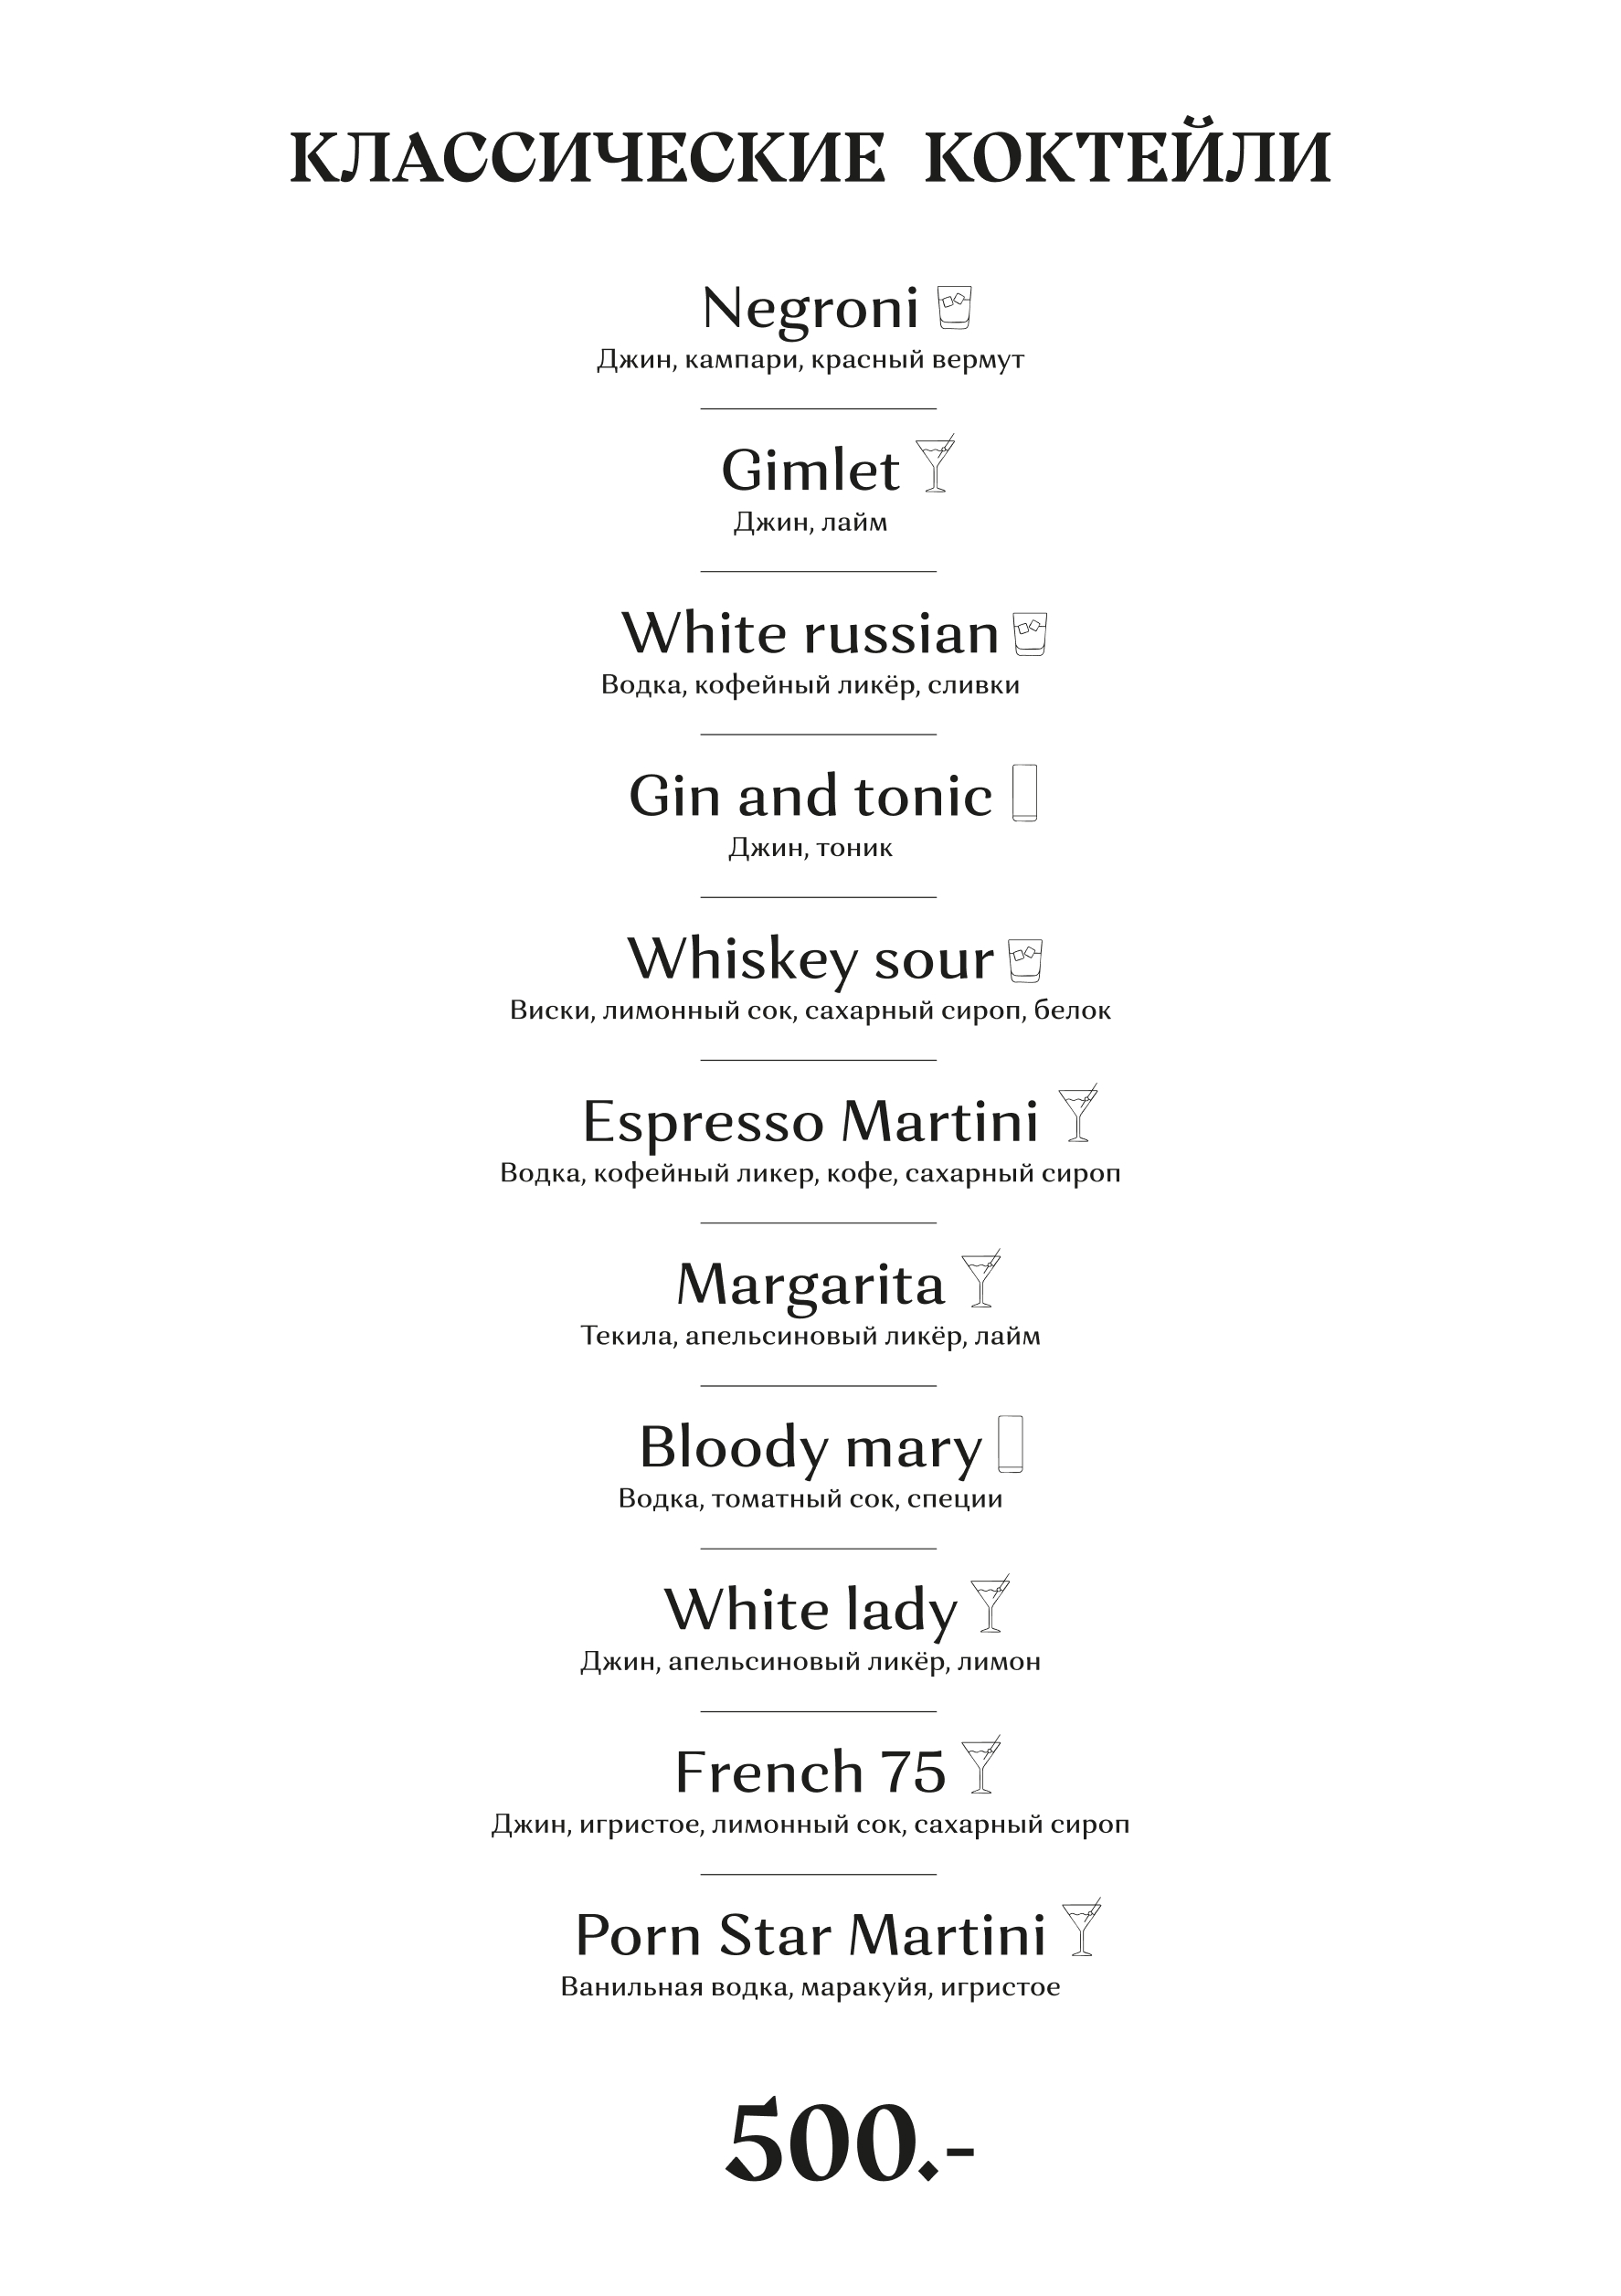 КЛАССИЧЕСКИЕ КОКТЕЙЛИ
Negroni
Джин, кампари, красный вермут
Gimlet
Джин, лайм
White russian
Водка, кофейный ликёр, сливки
Gin and tonic
Джин, тоник
Whiskey sour
Виски, лимонный сок, сахарный сироп, белок
Espresso Martini
Водка, кофейный ликер, кофе, сахарный сироп
Margarita
Текила, апельсиновый ликёр, лайм
Bloody mary
Водка, томатный сок, специи
White lady
Джин, апельсиновый ликёр, лимон
French 75
Джин, игристое, лимонный сок, сахарный сироп
Porn Star Martini
Ванильная водка, маракуйя, игристое
500.-